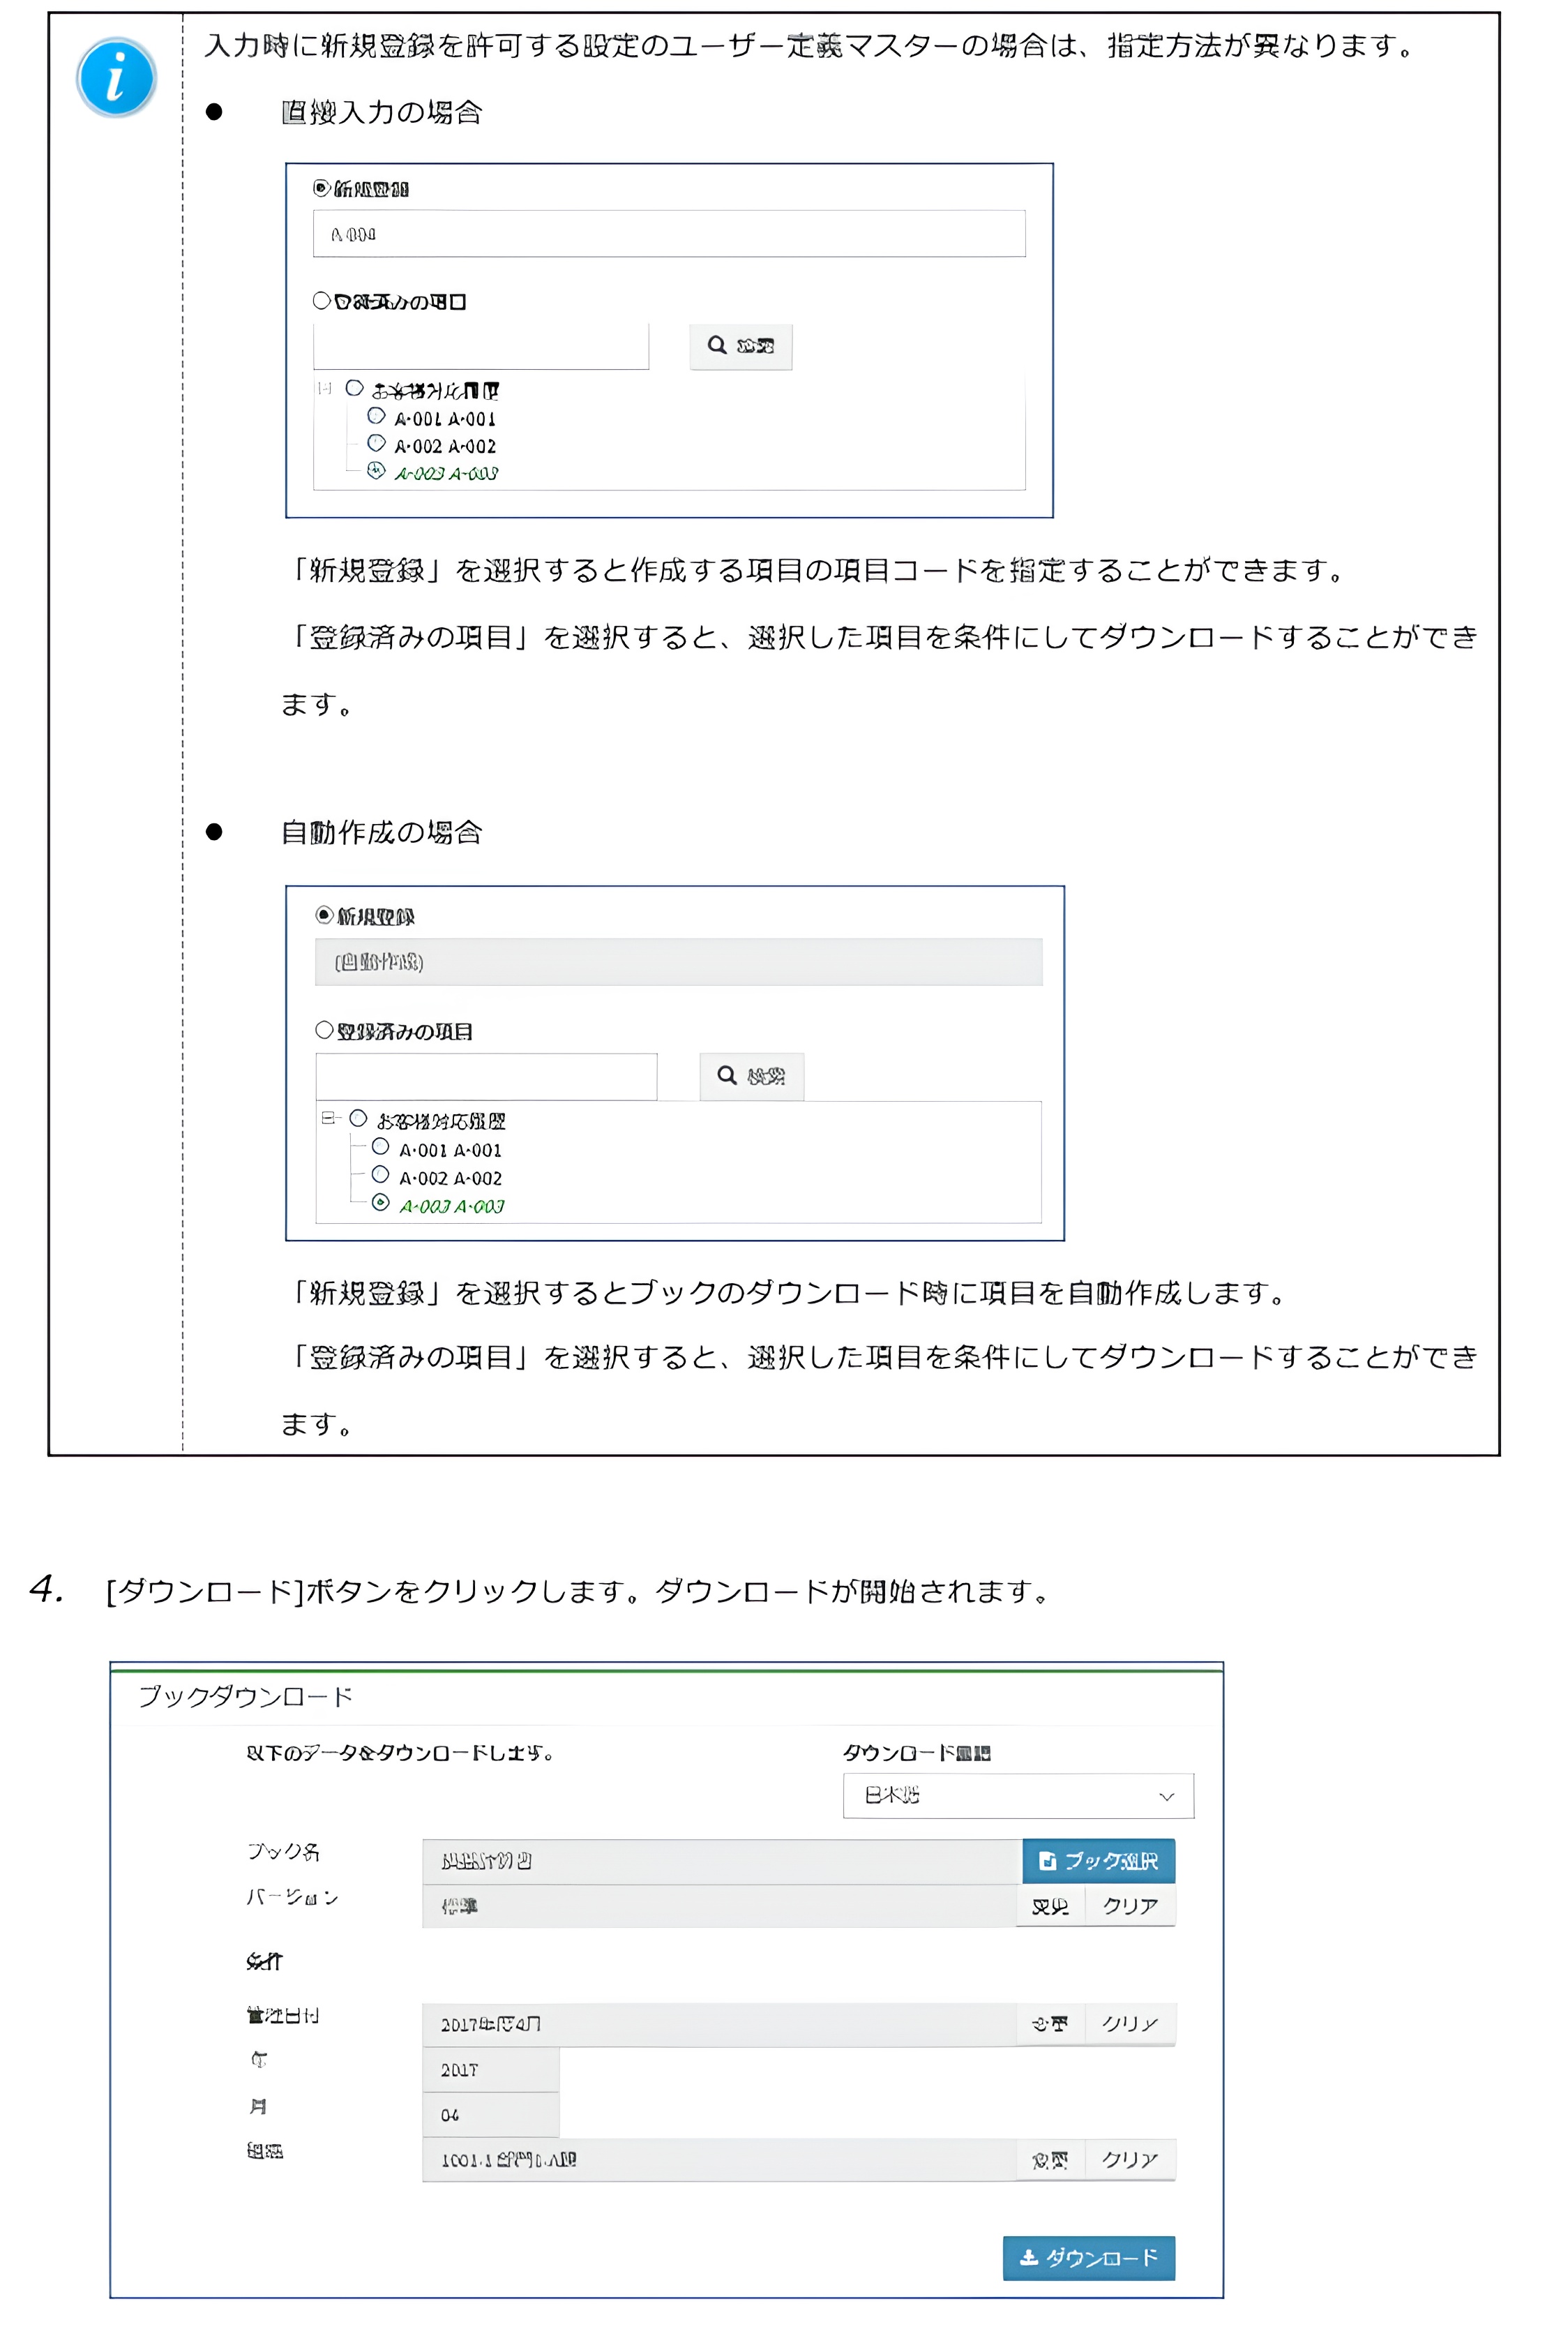 入力時に新規登録を許可する設定のユーザー定義マスターの場合は、指定方法が異なります。
● 直接入力の場合
新規登録
A-004
登録済みの項目
検索
お客様対応履歴
A-001 A-001
A-002 A-002
A-003 A-003
「新規登録」を選択すると作成する項目の項目コードを指定することができます。
「登録済みの項目」を選択すると、選択した項目を条件にしてダウンロードすることができ
ます。
● 自動作成の場合
新規登録
(自動作成)
登録済みの項目
検索
お客様対応履歴
A-001 A-001
A-002 A-002
A-003 A-003
「新規登録」を選択するとブックのダウンロード時に項目を自動作成します。
「登録済みの項目」を選択すると、選択した項目を条件にしてダウンロードすることができ
ます。
4. [ダウンロード]ボタンをクリックします。ダウンロードが開始されます。
ブックダウンロード
以下のデータをダウンロードします。
ダウンロード言語
日本語
ブック名
ブック選択
バージョン
標準
変更 クリア
条件
管理日付
2017年度4月
変更 クリア
年
2017
月
04
組織
変更 クリア
ダウンロード